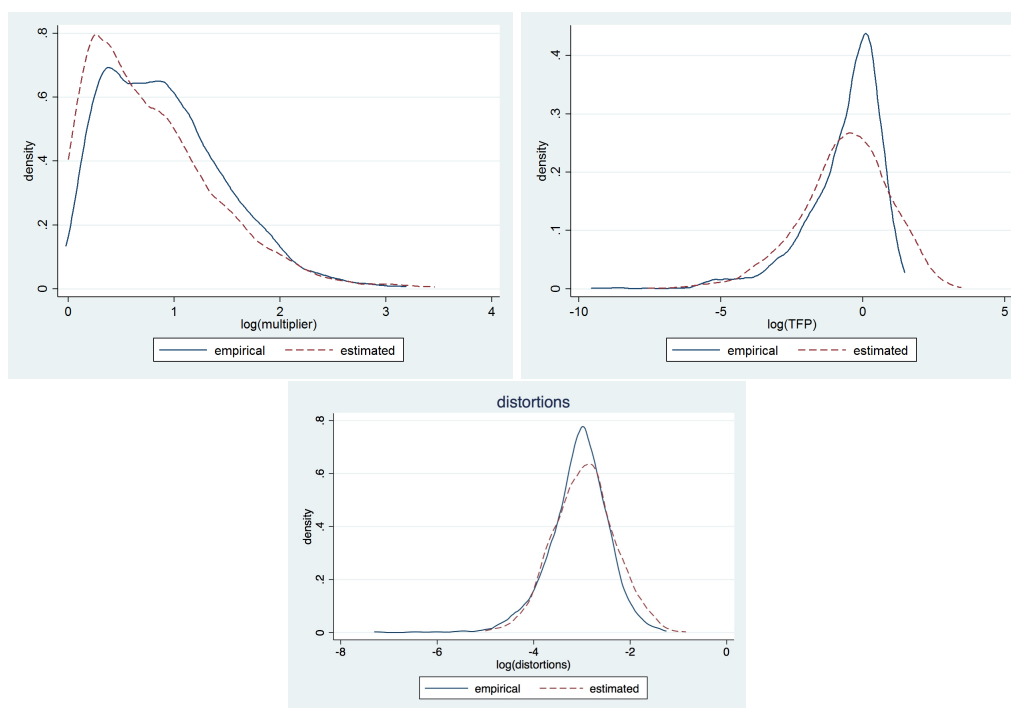 .8
.6
.4
.2
0
density
0 1 2 3 4
log(multiplier)
empirical estimated
.4
.3
.2
.1
0
density
-10 -5 0 5
log(TFP)
empirical estimated
distortions
.8
.6
.4
.2
0
density
-8 -6 -4 -2 0
log(distortions)
empirical estimated